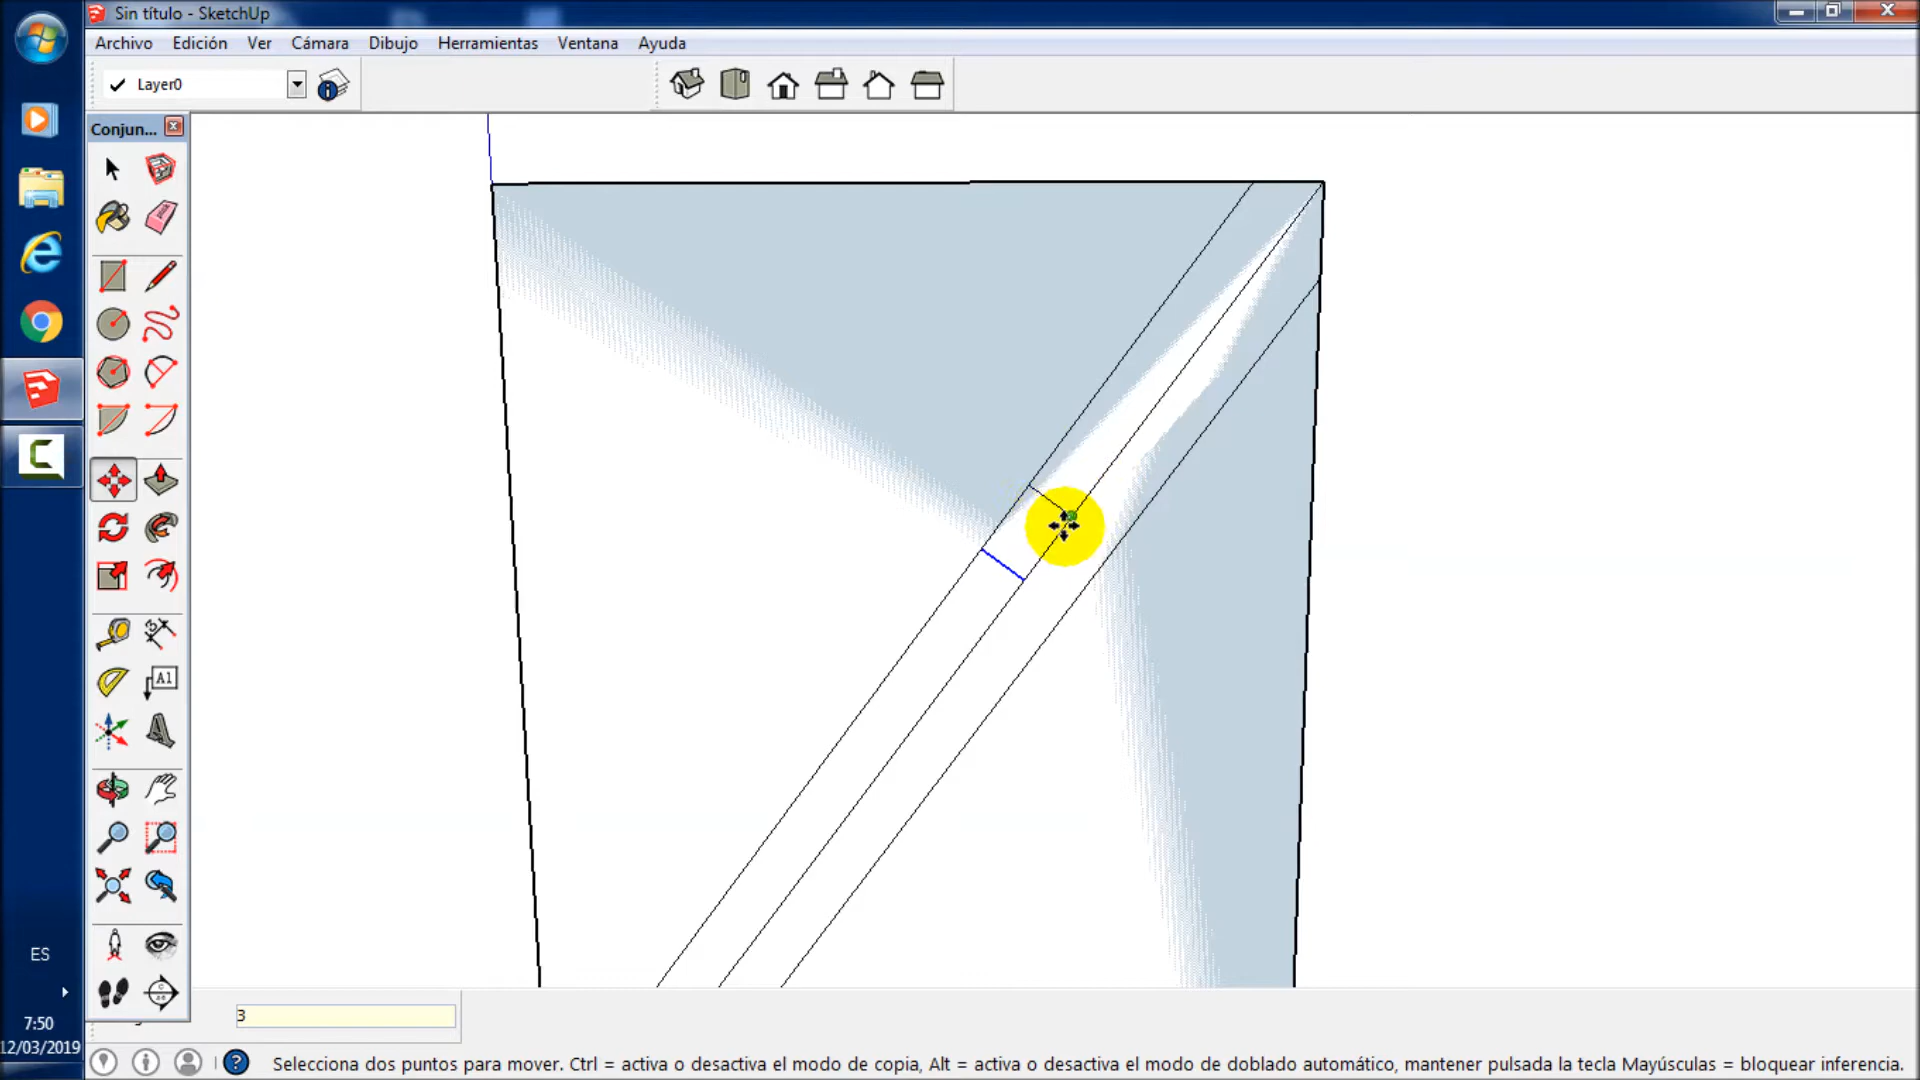 Sin título - SketchUp
Archivo Edición Ver Cámara Dibujo Herramientas Ventana Ayuda
Layer0
Conjun...
A1
ES
3
7:50
12/03/2019
Selecciona dos puntos para mover. Ctrl = activa o desactiva el modo de copia, Alt = activa o desactiva el modo de doblado automático, mantener pulsada la tecla Mayúsculas = bloquear inferencia.